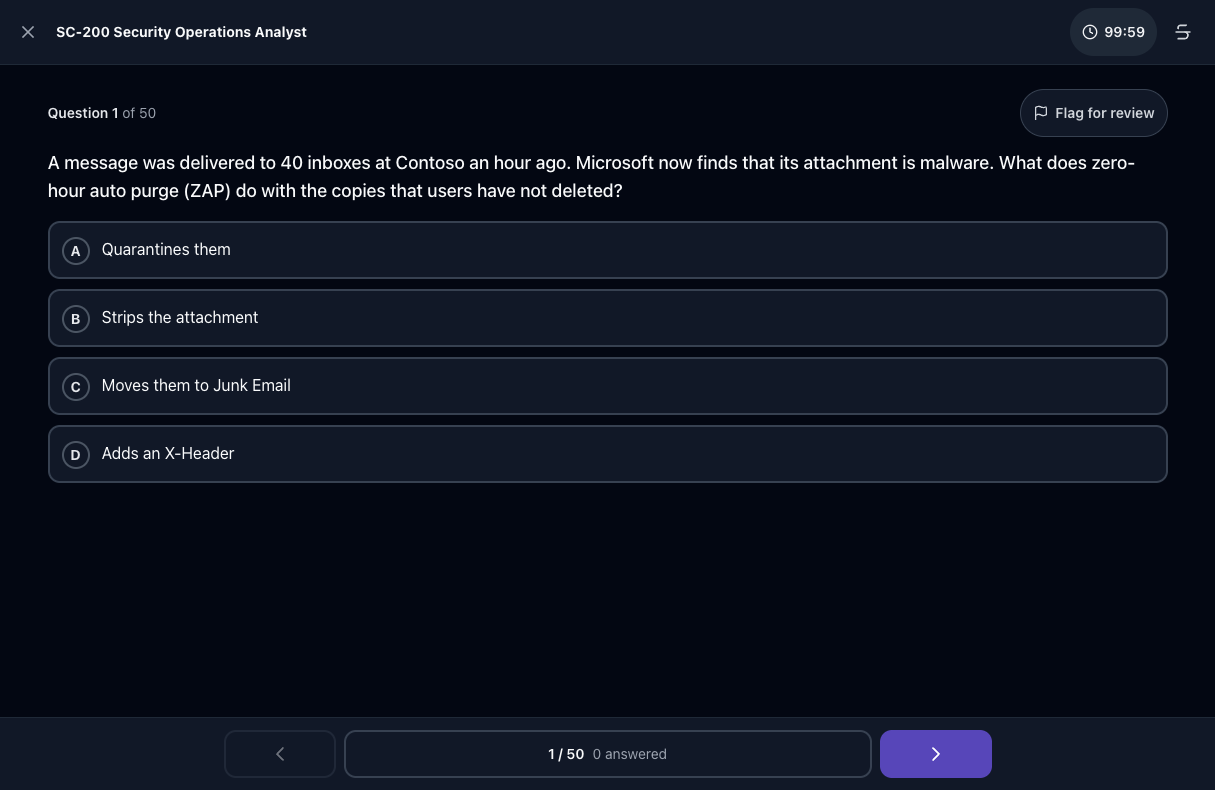 SC-200 Security Operations Analyst
99:59
Question 1 of 50
Flag for review
A message was delivered to 40 inboxes at Contoso an hour ago. Microsoft now finds that its attachment is malware. What does zero-
hour auto purge (ZAP) do with the copies that users have not deleted?
A Quarantines them
B Strips the attachment
C Moves them to Junk Email
D Adds an X-Header
1 / 50 0 answered